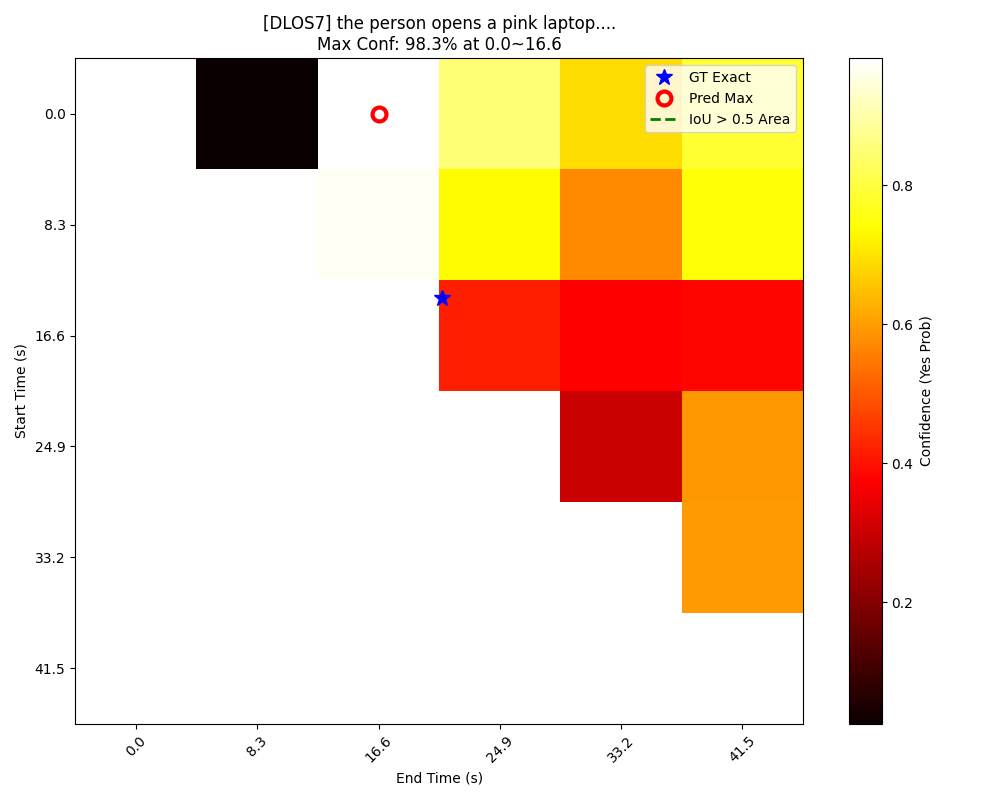 [DLOS7] the person opens a pink laptop....
Max Conf: 98.3% at 0.0~16.6
GT Exact
Pred Max
IoU > 0.5 Area
0.0
8.3
16.6
24.9
33.2
41.5
Start Time (s)
0.0
8.3
16.6
24.9
33.2
41.5
End Time (s)
0.8
0.6
0.4
0.2
Confidence (Yes Prob)